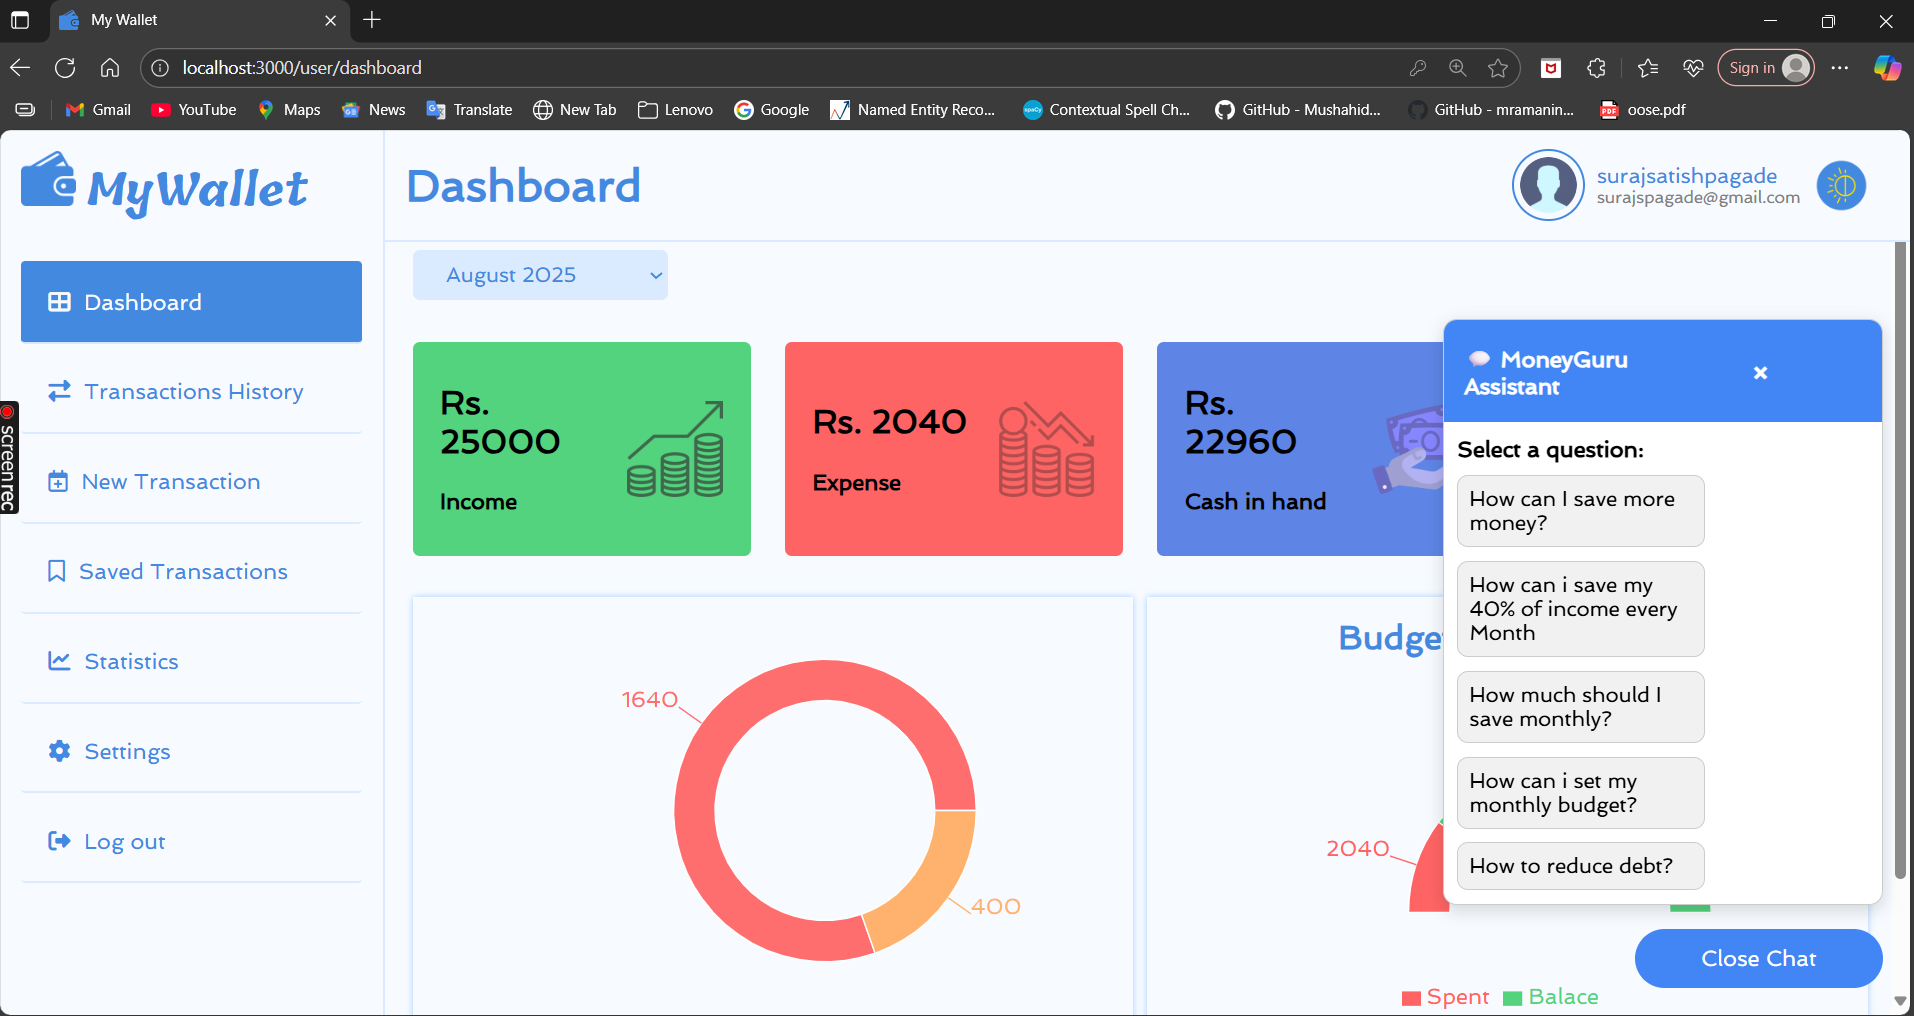 My Wallet
localhost:3000/user/dashboard
Sign in
Gmail
YouTube
Maps
News
Translate
New Tab
Lenovo
Google
Named Entity Reco...
spaCy
Contextual Spell Ch...
GitHub - Mushahid...
GitHub - mramanin...
PDF
oose.pdf
MyWallet
Dashboard
surajsatishpagade
surajspagade@gmail.com
Dashboard
Transactions History
New Transaction
Saved Transactions
Statistics
Settings
Log out
screenrec
August 2025
Rs.
25000
Income
Rs. 2040
Expense
Rs.
22960
Cash in hand
1640
400
Budge
2040
Spent
Balace
MoneyGuru
Assistant
Select a question:
How can I save more
money?
How can i save my
40% of income every
Month
How much should I
save monthly?
How can i set my
monthly budget?
How to reduce debt?
Close Chat